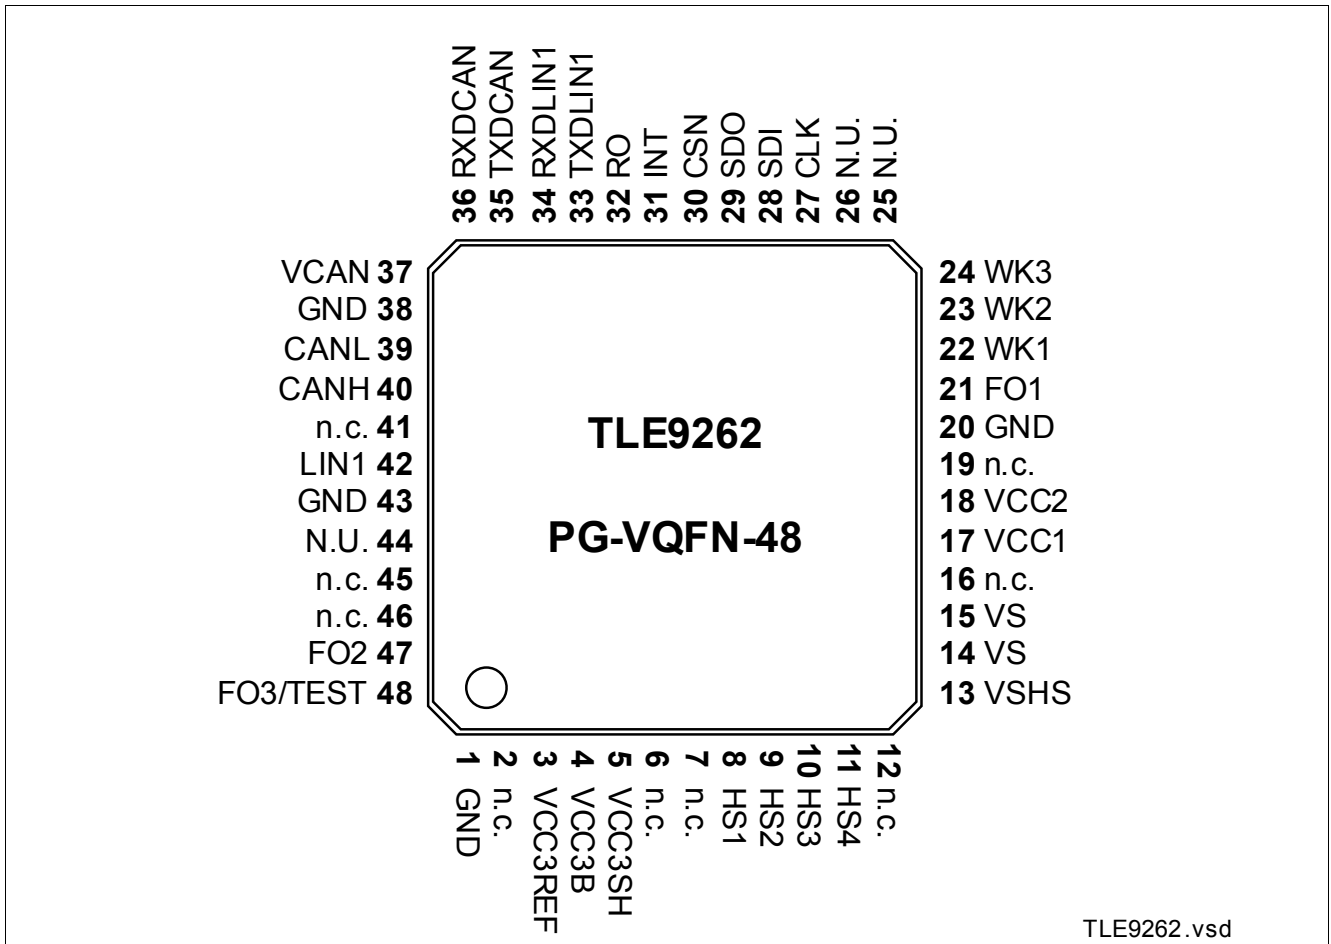 36 RXDCAN
35 TXDCAN
34 RXDLIN1
33 TXDLIN1
32 RO
31 INT
30 CSN
29 SDO
28 SDI
27 CLK
26 N.U.
25 N.U.
VCAN 37
GND 38
CANL 39
CANH 40
n.c. 41
LIN1 42
GND 43
N.U. 44
n.c. 45
n.c. 46
FO2 47
FO3/TEST 48
TLE9262
PG-VQFN-48
24 WK3
23 WK2
22 WK1
21 FO1
20 GND
19 n.c.
18 VCC2
17 VCC1
16 n.c.
15 VS
14 VS
13 VSHS
1 GND
2 n.c.
3 VCC3REF
4 VCC3B
5 VCC3SH
6 n.c.
7 n.c.
8 HS1
9 HS2
10 HS3
11 HS4
12 n.c.
TLE9262.vsd